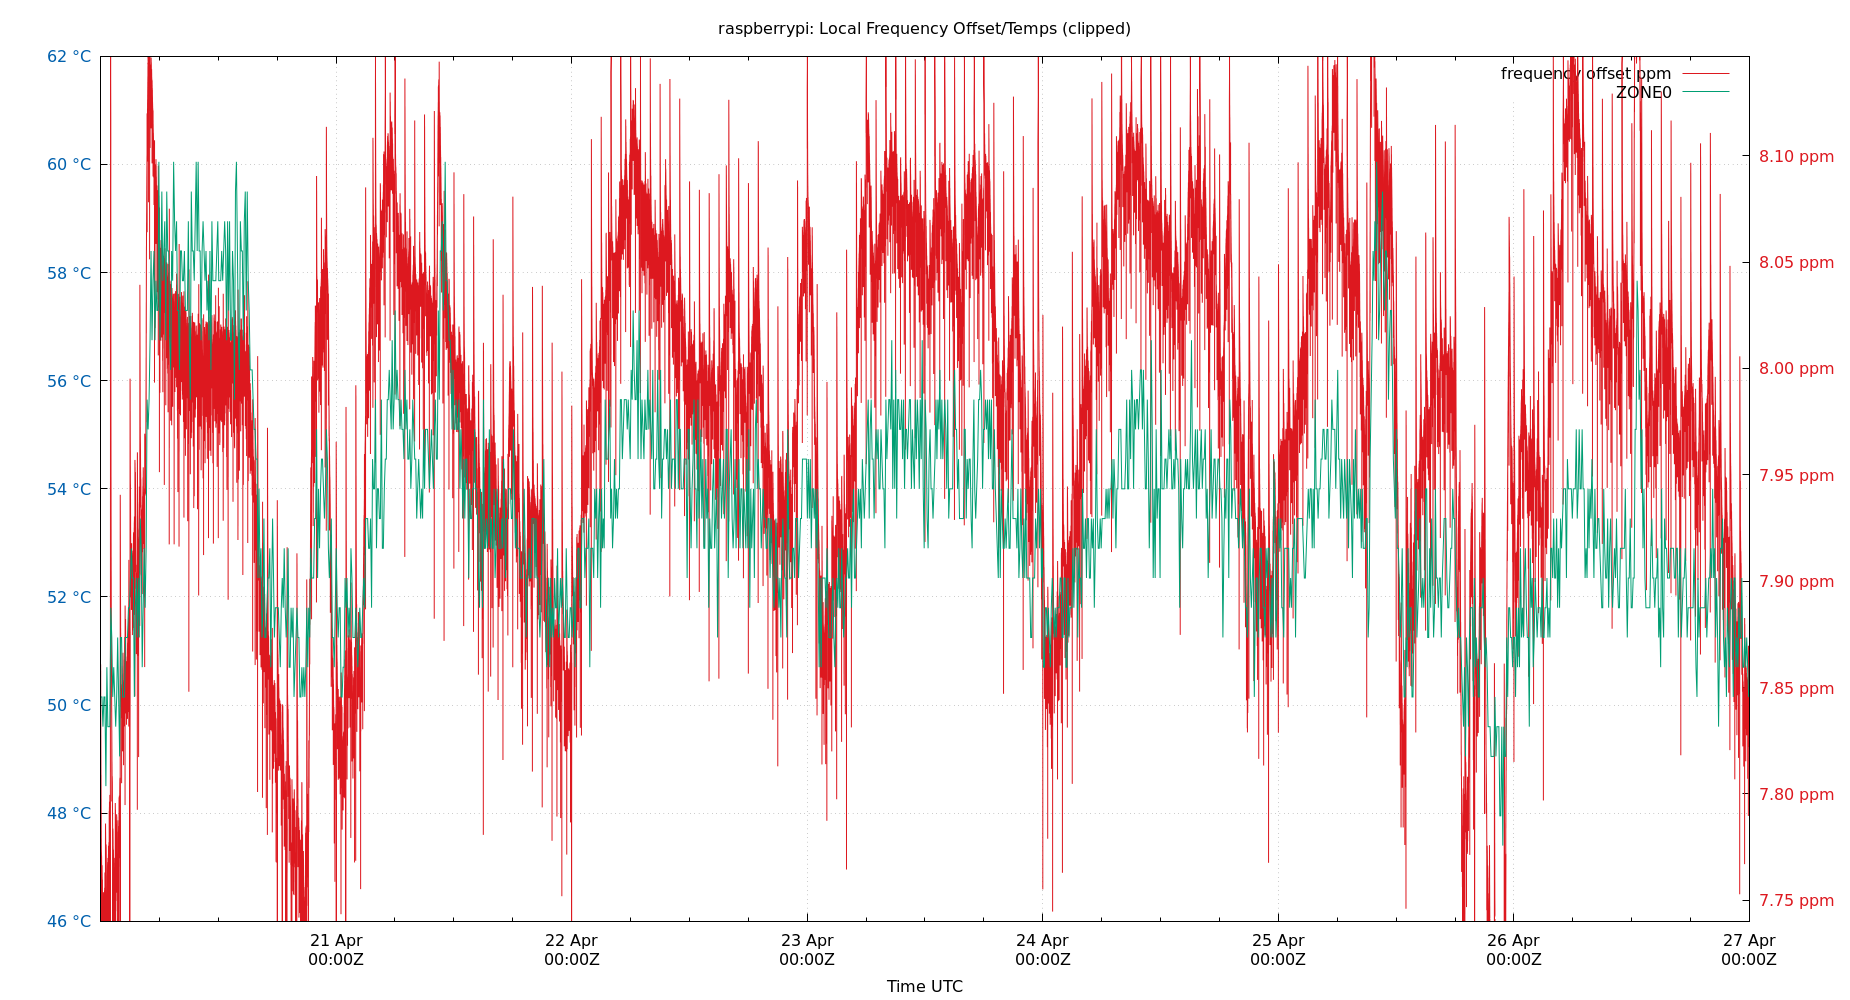 raspberrypi: Local Frequency Offset/Temps (clipped)
62 °C
60 °C
58 °C
56 °C
54 °C
52 °C
50 °C
48 °C
46 °C
frequency offset ppm
ZONE0
8.10 ppm
8.05 ppm
8.00 ppm
7.95 ppm
7.90 ppm
7.85 ppm
7.80 ppm
7.75 ppm
21 Apr
00:00Z
22 Apr
00:00Z
23 Apr
00:00Z
24 Apr
00:00Z
25 Apr
00:00Z
26 Apr
00:00Z
27 Apr
00:00Z
Time UTC